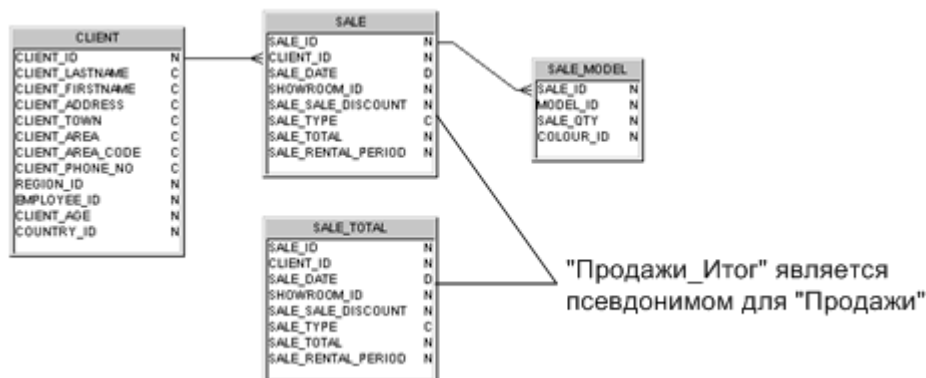 CLIENT
CLIENT_ID N
CLIENT_LASTNAME C
CLIENT_FIRSTNAME C
CLIENT_ADDRESS C
CLIENT_TOWN C
CLIENT_AREA C
CLIENT_AREA_CODE C
CLIENT_PHONE_NO C
REGION_ID N
EMPLOYEE_ID N
CLIENT_AGE N
COUNTRY_ID N
SALE
SALE_ID N
CLIENT_ID N
SALE_DATE D
SHOWROOM_ID N
SALE_SALE_DISCOUNT N
SALE_TYPE C
SALE_TOTAL N
SALE_RENTAL_PERIOD N
SALE_MODEL
SALE_ID N
MODEL_ID N
SALE_QTY N
COLOUR_ID N
SALE_TOTAL
SALE_ID N
CLIENT_ID N
SALE_DATE D
SHOWROOM_ID N
SALE_SALE_DISCOUNT N
SALE_TYPE C
SALE_TOTAL N
SALE_RENTAL_PERIOD N
"Продажи_Итог" является
псевдонимом для "Продажи"